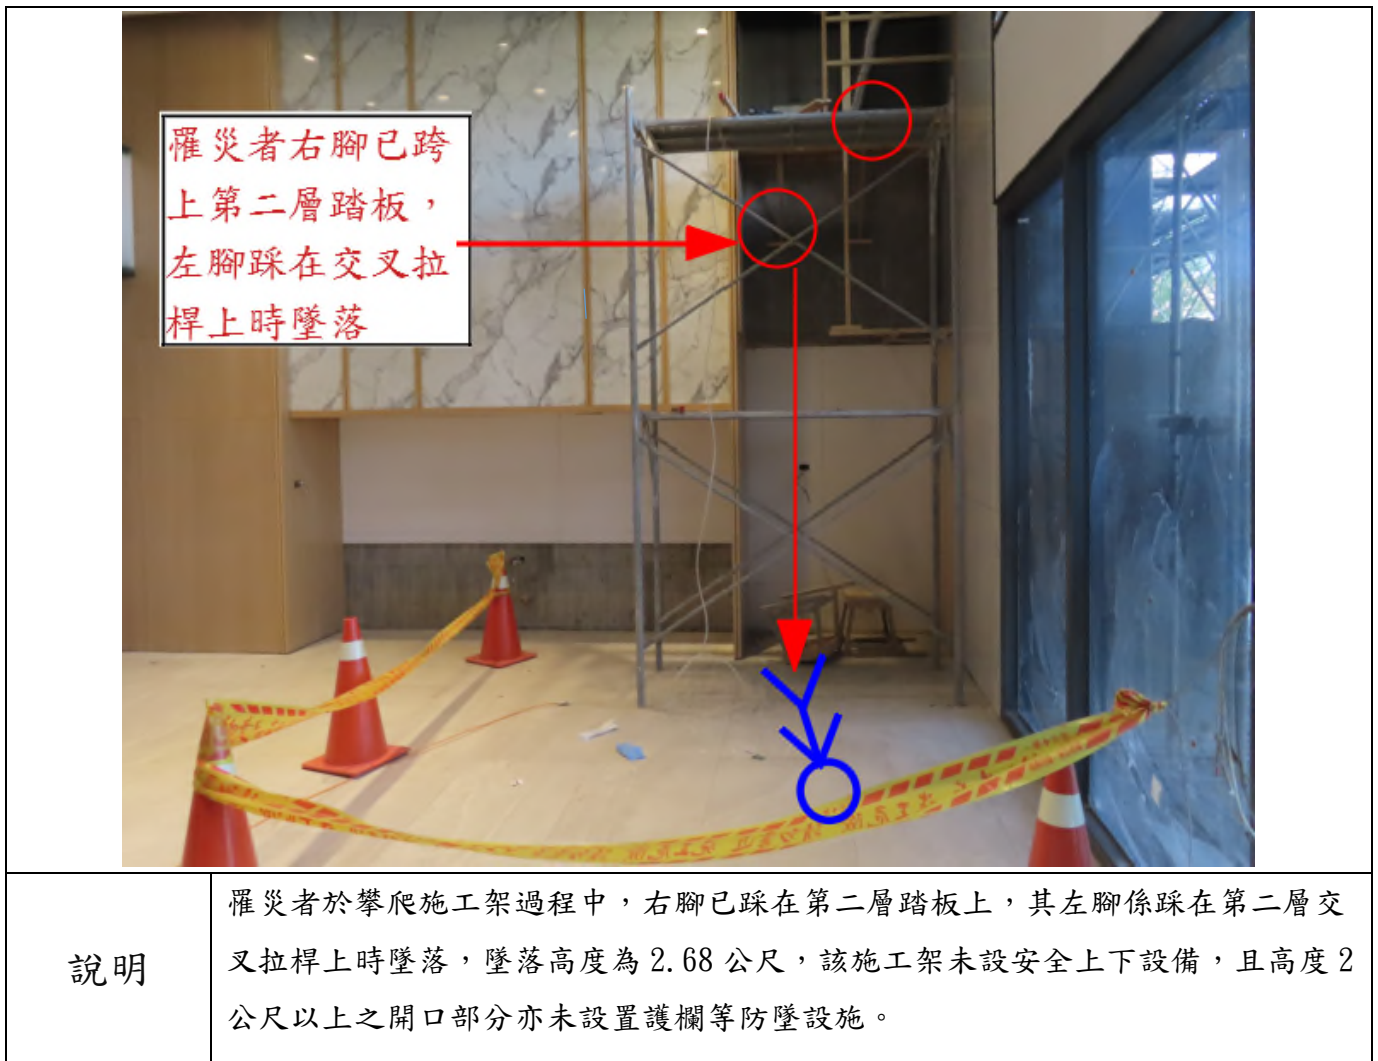 罹災者右腳已跨
上第二層踏板，
左腳踩在交叉拉
桿上時墜落
說明
罹災者於攀爬施工架過程中，右腳已踩在第二層踏板上，其左腳係踩在第二層交
叉拉桿上時墜落，墜落高度為 2.68 公尺，該施工架未設安全上下設備，且高度 2
公尺以上之開口部分亦未設置護欄等防墜設施。